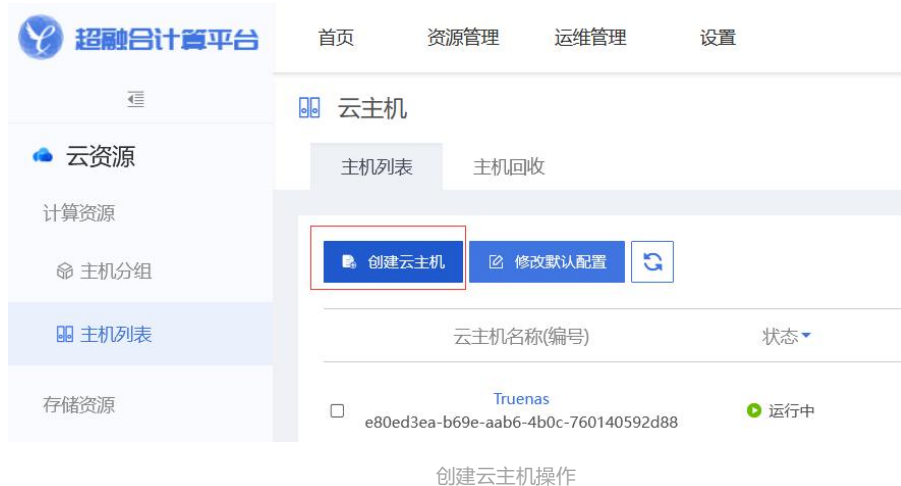 超融合计算平台
首页 资源管理 运维管理 设置
云主机
云资源
主机列表 主机回收
计算资源
创建云主机 修改默认配置
主机分组
主机列表
云主机名称(编号) 状态
存储资源
Truenas
e80ed3ea-b69e-aab6-4b0c-760140592d88
运行中
创建云主机操作